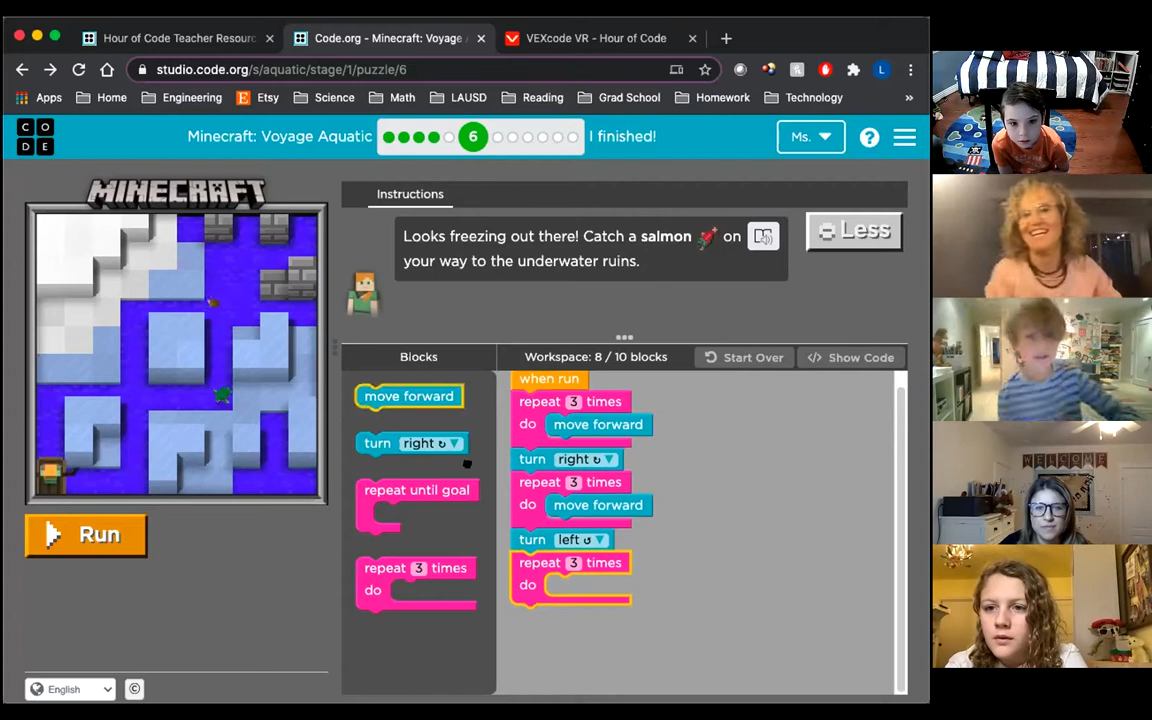 Hour of Code Teacher Resourc
Code.org - Minecraft: Voyage
VEXcode VR - Hour of Code
studio.code.org/s/aquatic/stage/1/puzzle/6
L
Apps Home Engineering Etsy Science Math LAUSD Reading Grad School Homework Technology »
CODE
Minecraft: Voyage Aquatic 6 I finished!
Ms.
?
MINECRAFT
Instructions
Looks freezing out there! Catch a salmon on
your way to the underwater ruins.
Less
Blocks
Workspace: 8 / 10 blocks
Start Over
</> Show Code
move forward
turn right ↻
repeat until goal
repeat 3 times
do
when run
repeat 3 times
do move forward
turn right ↻
repeat 3 times
do move forward
turn left ↺
repeat 3 times
do
Run
English
©
WELCOME